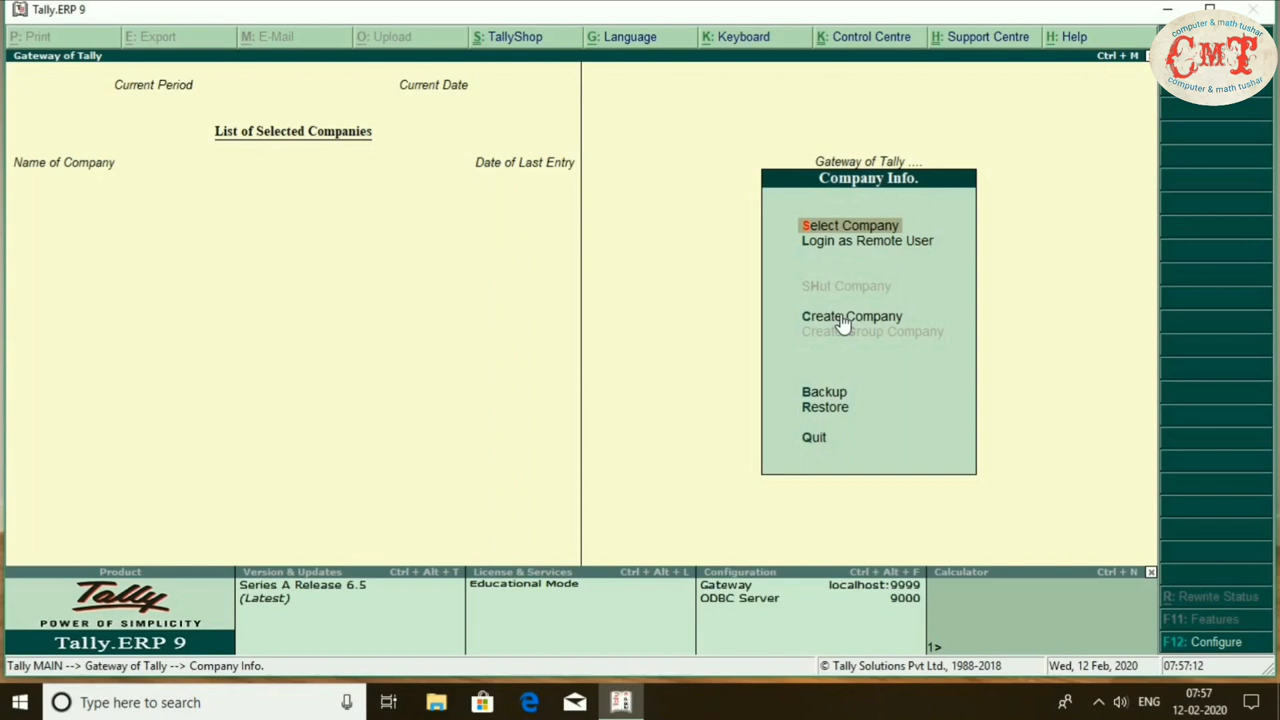 Tally.ERP 9
P: Print
E: Export
M: E-Mail
O: Upload
S: TallyShop
G: Language
K: Keyboard
K: Control Centre
H: Support Centre
H: Help
computer & math tushar
CMT
computer & math tushar
Gateway of Tally
Ctrl + M
Current Period
Current Date
List of Selected Companies
Name of Company
Date of Last Entry
Gateway of Tally ....
Company Info.
Select Company
Login as Remote User
SHut Company
Create Company
Create Group Company
Backup
Restore
Quit
R: Rewrite Status
F11: Features
F12: Configure
Product
Tally
POWER OF SIMPLICITY
Tally.ERP 9
Version & Updates
Ctrl + Alt + T
Series A Release 6.5
(Latest)
License & Services
Ctrl + Alt + L
Educational Mode
Configuration
Ctrl + Alt + F
Gateway
localhost:9999
ODBC Server
9000
Calculator
Ctrl + N
1>
Tally MAIN --> Gateway of Tally --> Company Info.
© Tally Solutions Pvt Ltd., 1988-2018
Wed, 12 Feb, 2020
07:57:12
Type here to search
ENG
07:57
12-02-2020